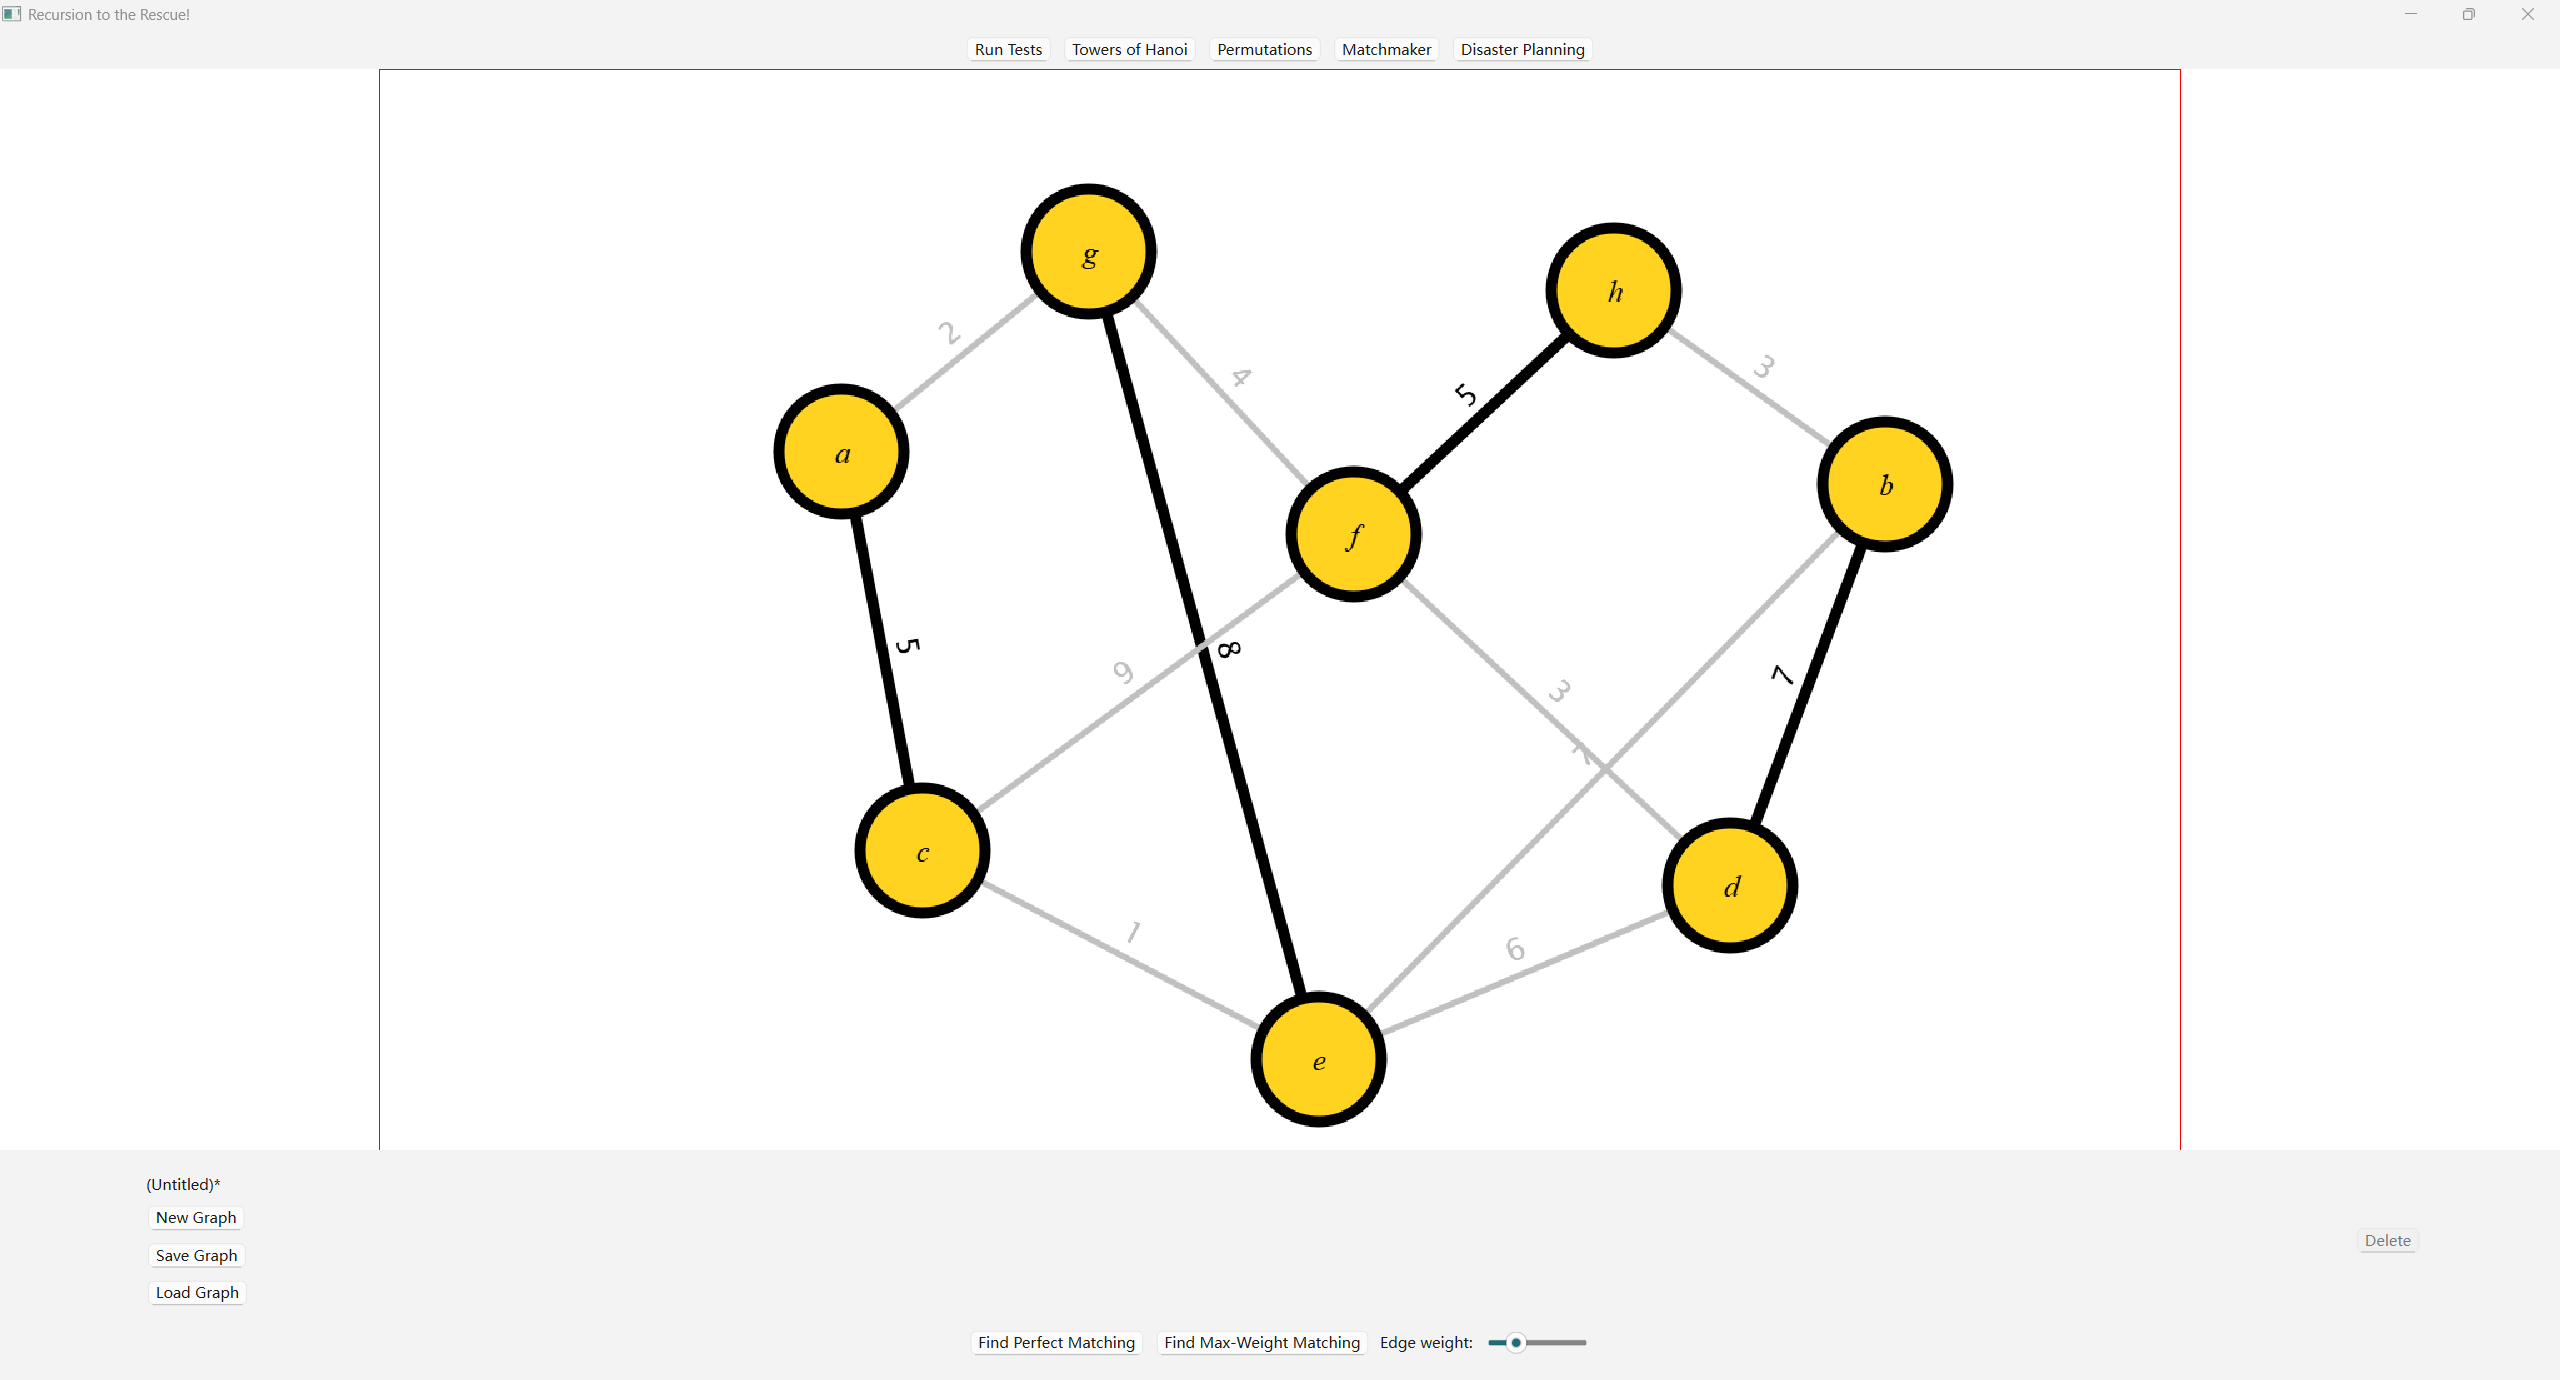 Recursion to the Rescue!
Run Tests Towers of Hanoi Permutations Matchmaker Disaster Planning
g
h
2
3
4
5
a
b
f
5
8
9
3
7
c
d
1
6
e
(Untitled)*
New Graph
Save Graph
Delete
Load Graph
Find Perfect Matching Find Max-Weight Matching Edge weight: